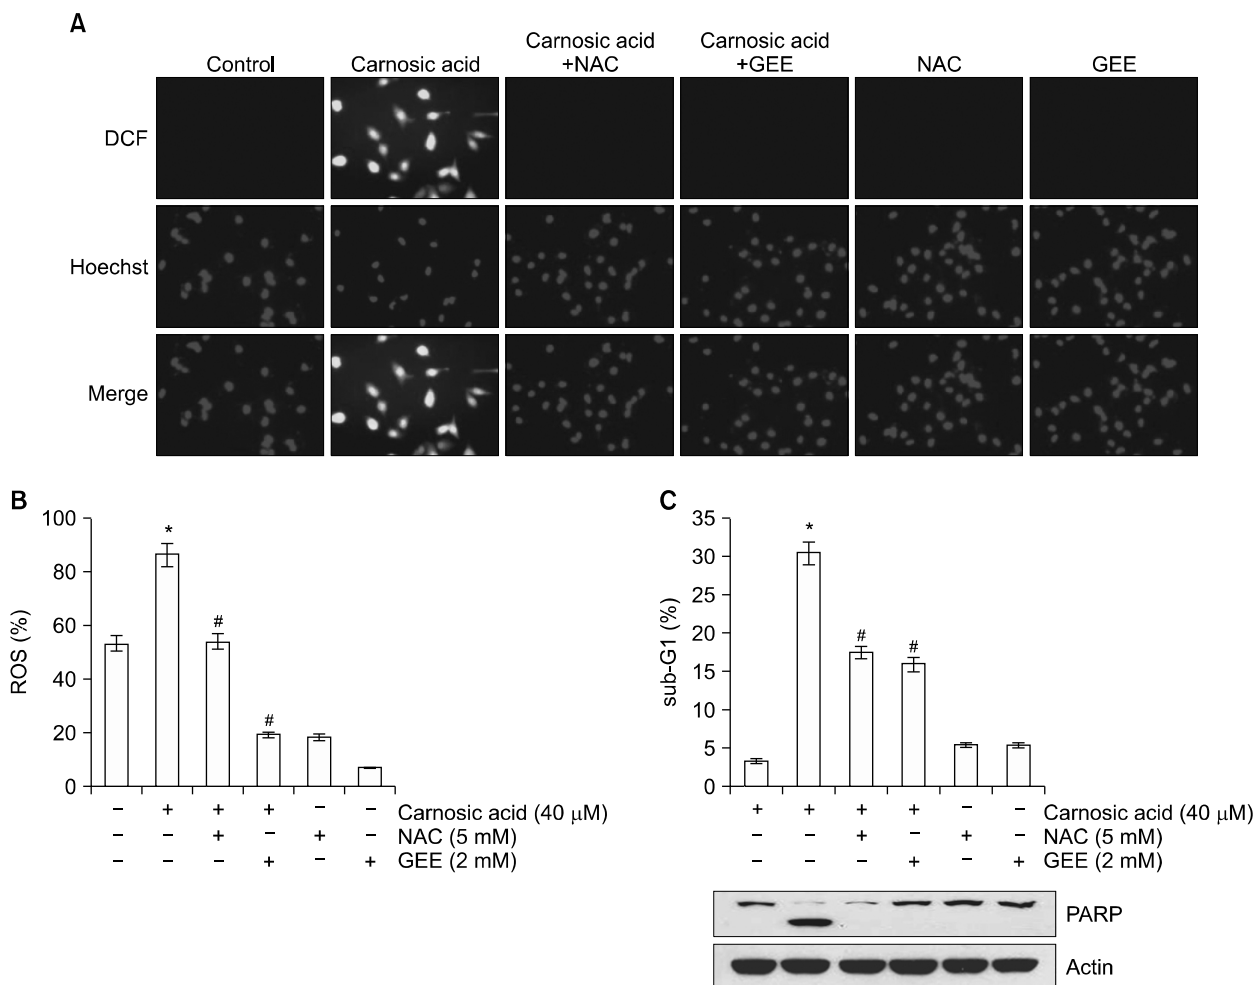 A
Control
Carnosic acid
Carnosic acid
+NAC
Carnosic acid
+GEE
NAC
GEE
DCF
Hoechst
Merge
B
100
80
60
40
20
0
ROS (%)
*
#
#
– + + + – – Carnosic acid (40 μM)
– – + – + – NAC (5 mM)
– – – + – + GEE (2 mM)
C
35
30
25
20
15
10
5
0
sub-G1 (%)
*
#
#
+ + + + – – Carnosic acid (40 μM)
– – + – + – NAC (5 mM)
– – – + – + GEE (2 mM)
PARP
Actin